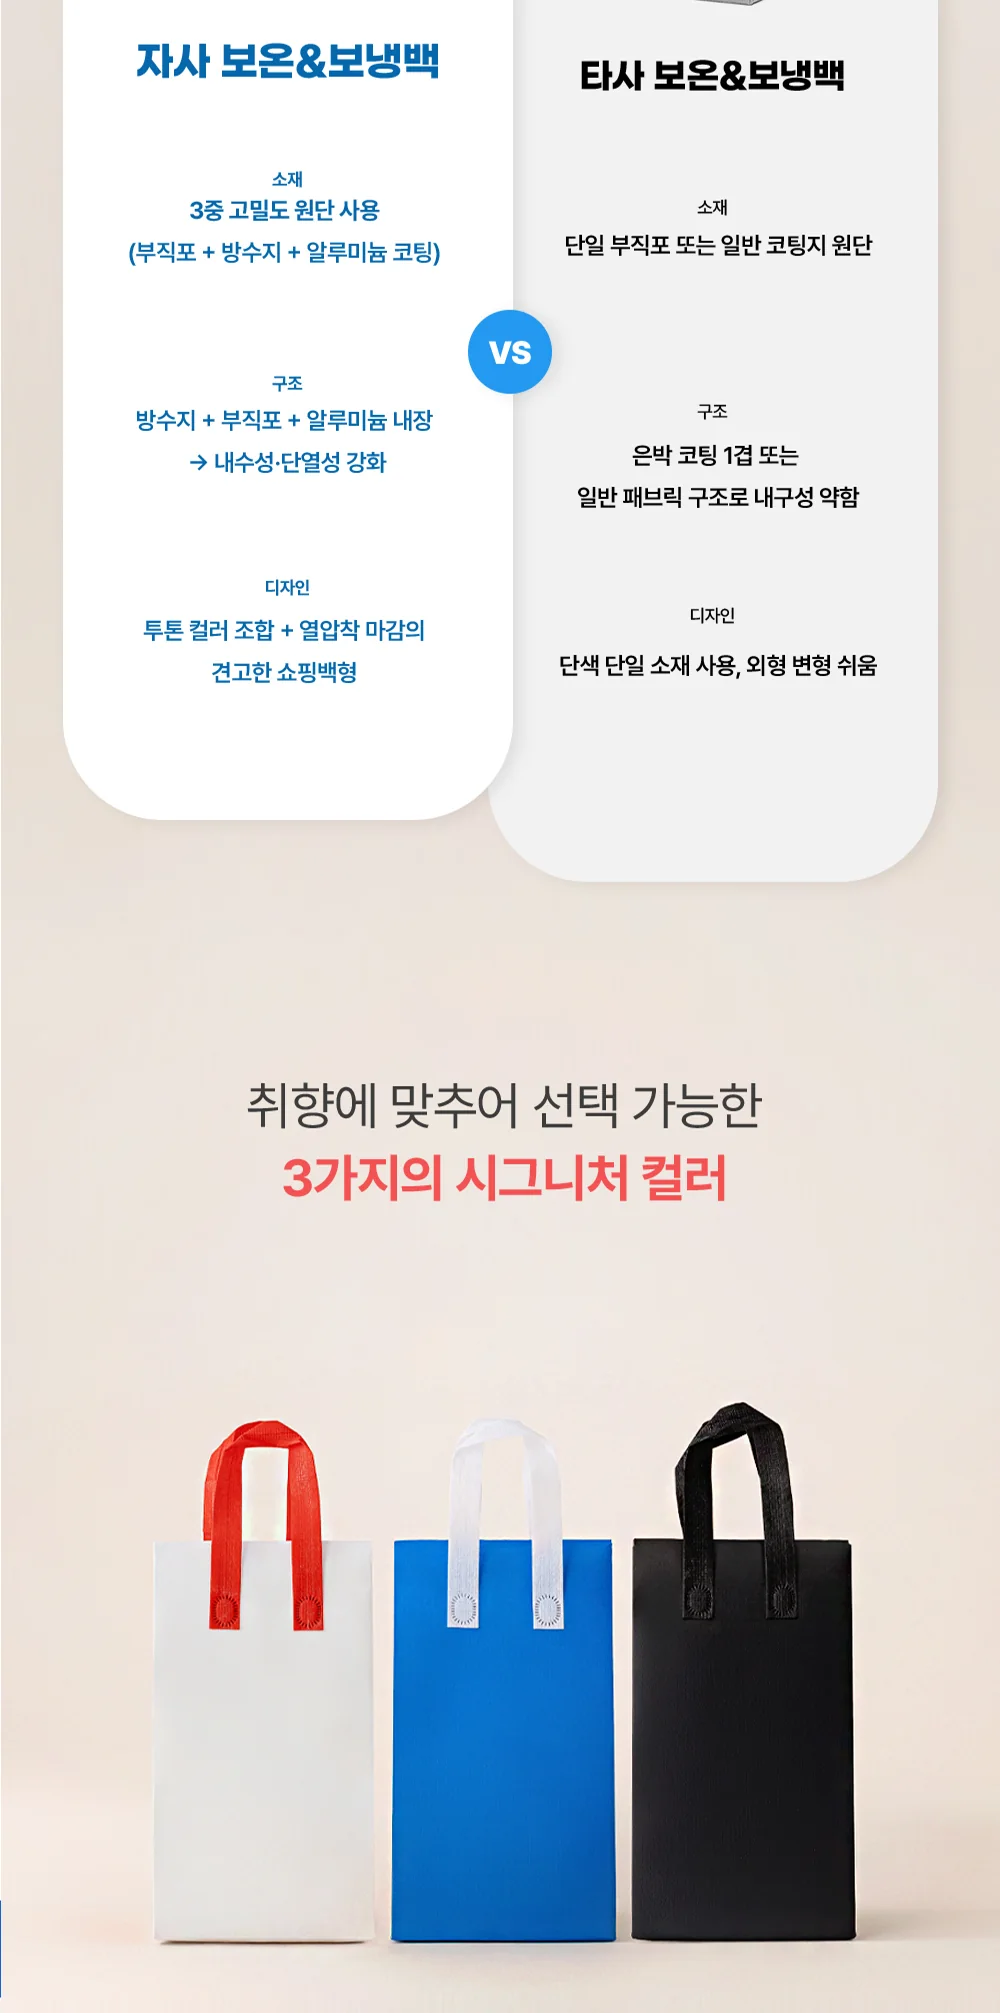 자사 보온&보냉백
소재
3중 고밀도 원단 사용
(부직포 + 방수지 + 알루미늄 코팅)
구조
방수지 + 부직포 + 알루미늄 내장
→ 내수성·단열성 강화
디자인
투톤 컬러 조합 + 열압착 마감의
견고한 쇼핑백형
VS
타사 보온&보냉백
소재
단일 부직포 또는 일반 코팅지 원단
구조
은박 코팅 1겹 또는
일반 패브릭 구조로 내구성 약함
디자인
단색 단일 소재 사용, 외형 변형 쉬움
취향에 맞추어 선택 가능한
3가지의 시그니처 컬러